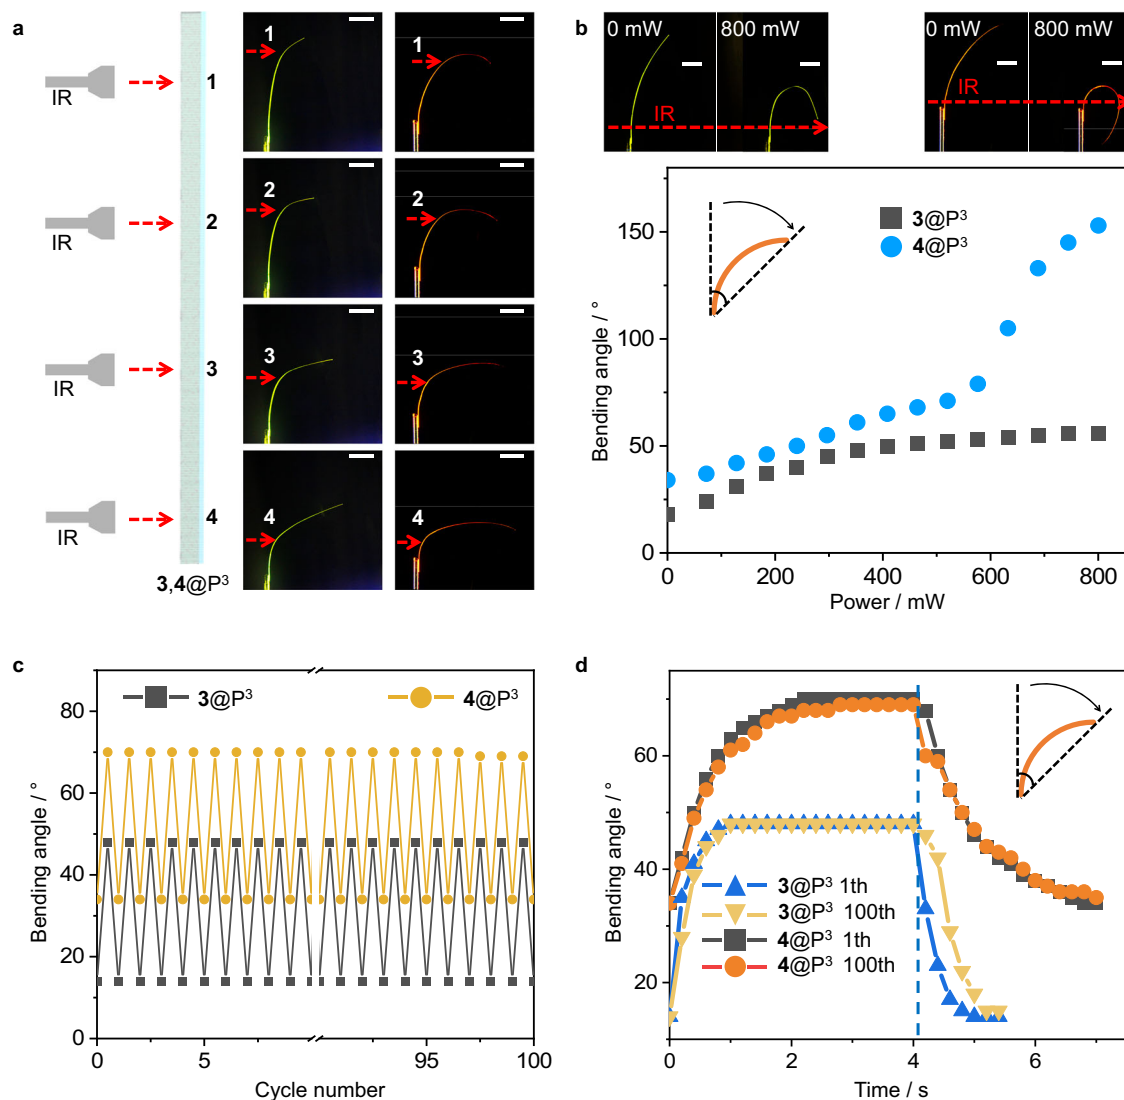 a
IR
1
IR
2
IR
3
IR
4
3,4@P³
1
1
2
2
3
3
4
4
b
0 mW 800 mW
IR
0 mW 800 mW
IR
3@P³
4@P³
Bending angle / °
150
100
50
0
0 200 400 600 800
Power / mW
c
3@P³ 4@P³
Bending angle / °
80
60
40
20
0
0 5 95 100
Cycle number
d
Bending angle / °
60
40
20
3@P³ 1th
3@P³ 100th
4@P³ 1th
4@P³ 100th
0 2 4 6
Time / s